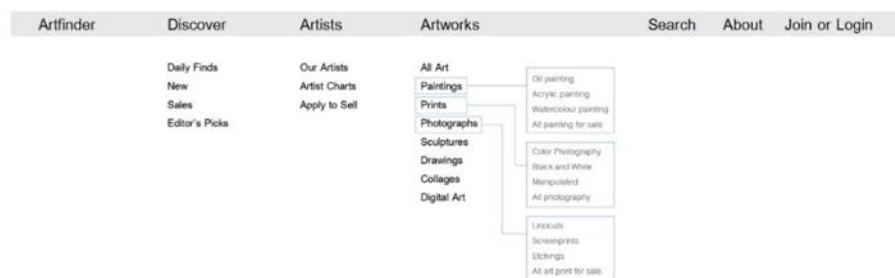 Artfinder Discover Artists Artworks Search About Join or Login
Daily Finds
New
Sales
Editor's Picks
Our Artists
Artist Charts
Apply to Sell
All Art
Paintings
Prints
Photographs
Sculptures
Drawings
Collages
Digital Art
Oil painting
Acrylic painting
Watercolour painting
All painting for sale
Color Photography
Black and White
Manipulated
All photography
Linocuts
Screenprints
Etchings
All art print for sale